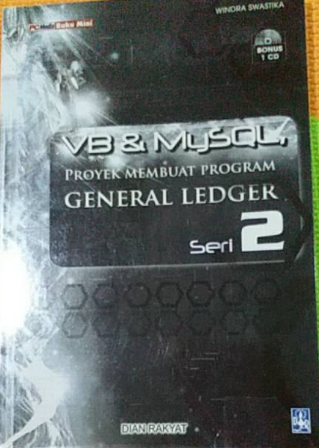 WINDRA SWASTIKA
Buku Mini
BONUS
1 CD
VB & MySQL,
PROYEK MEMBUAT PROGRAM
GENERAL LEDGER
Seri 2
DIAN RAKYAT